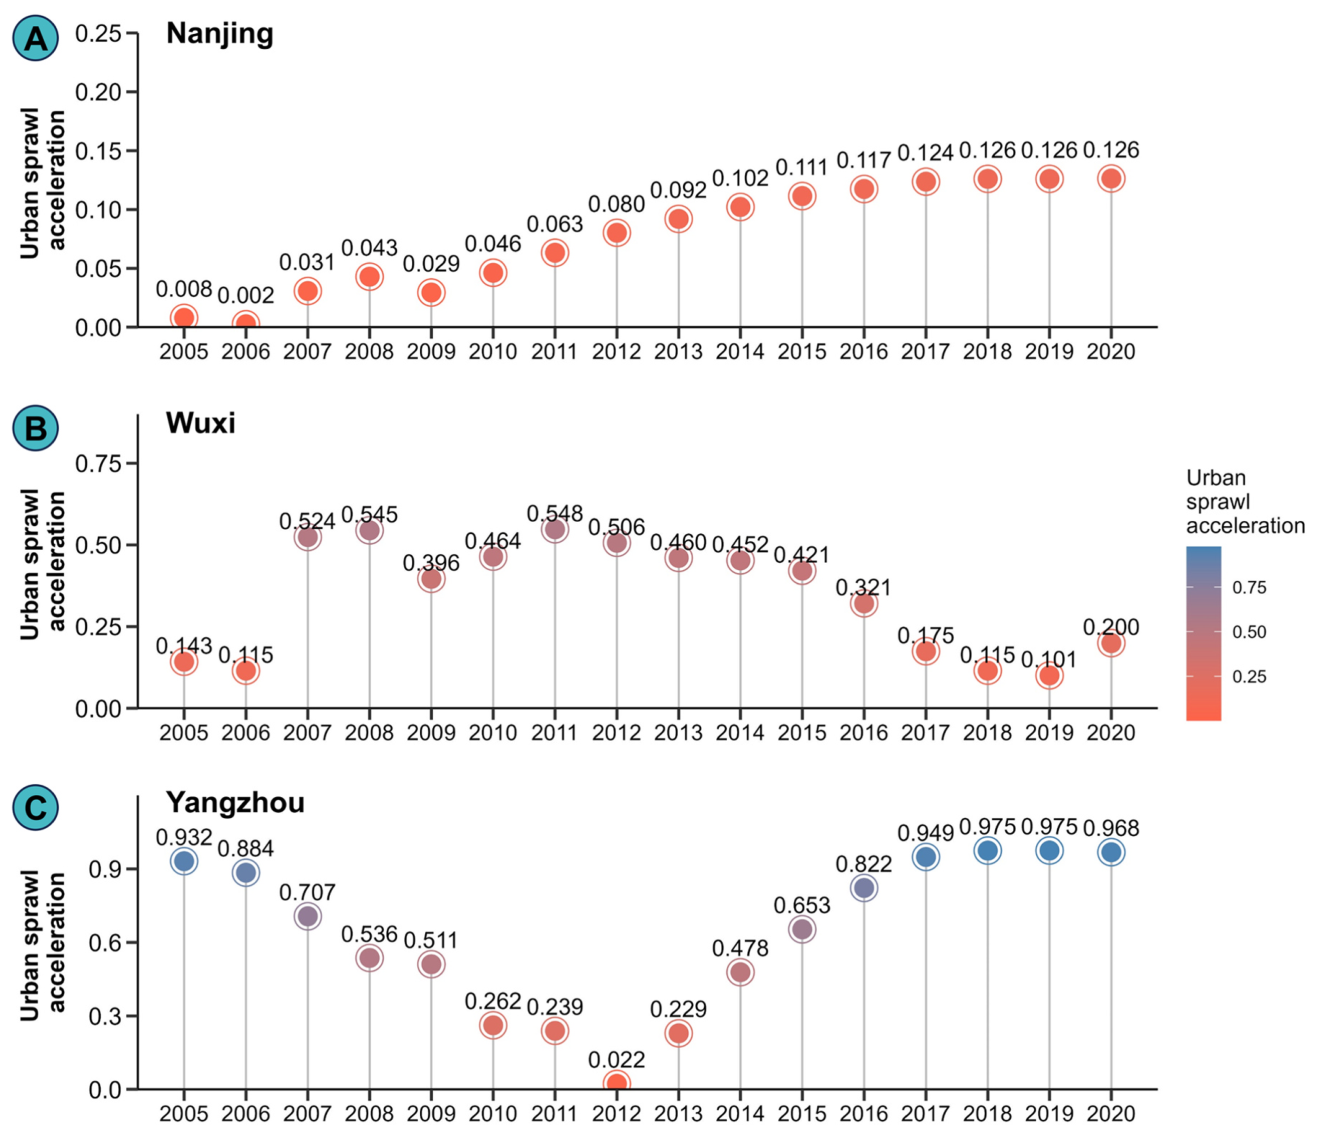 A
Nanjing
Urban sprawl
acceleration
0.25
0.20
0.15
0.10
0.05
0.00
0.008 0.002 0.031 0.043 0.029 0.046 0.063 0.080 0.092 0.102 0.111 0.117 0.124 0.126 0.126 0.126
2005 2006 2007 2008 2009 2010 2011 2012 2013 2014 2015 2016 2017 2018 2019 2020
B
Wuxi
Urban sprawl
acceleration
0.75
0.50
0.25
0.00
0.143 0.115 0.524 0.545 0.396 0.464 0.548 0.506 0.460 0.452 0.421 0.321 0.175 0.115 0.101 0.200
2005 2006 2007 2008 2009 2010 2011 2012 2013 2014 2015 2016 2017 2018 2019 2020
Urban
sprawl
acceleration
0.75
0.50
0.25
C
Yangzhou
Urban sprawl
acceleration
0.9
0.6
0.3
0.0
0.932 0.884 0.707 0.536 0.511 0.262 0.239 0.022 0.229 0.478 0.653 0.822 0.949 0.975 0.975 0.968
2005 2006 2007 2008 2009 2010 2011 2012 2013 2014 2015 2016 2017 2018 2019 2020